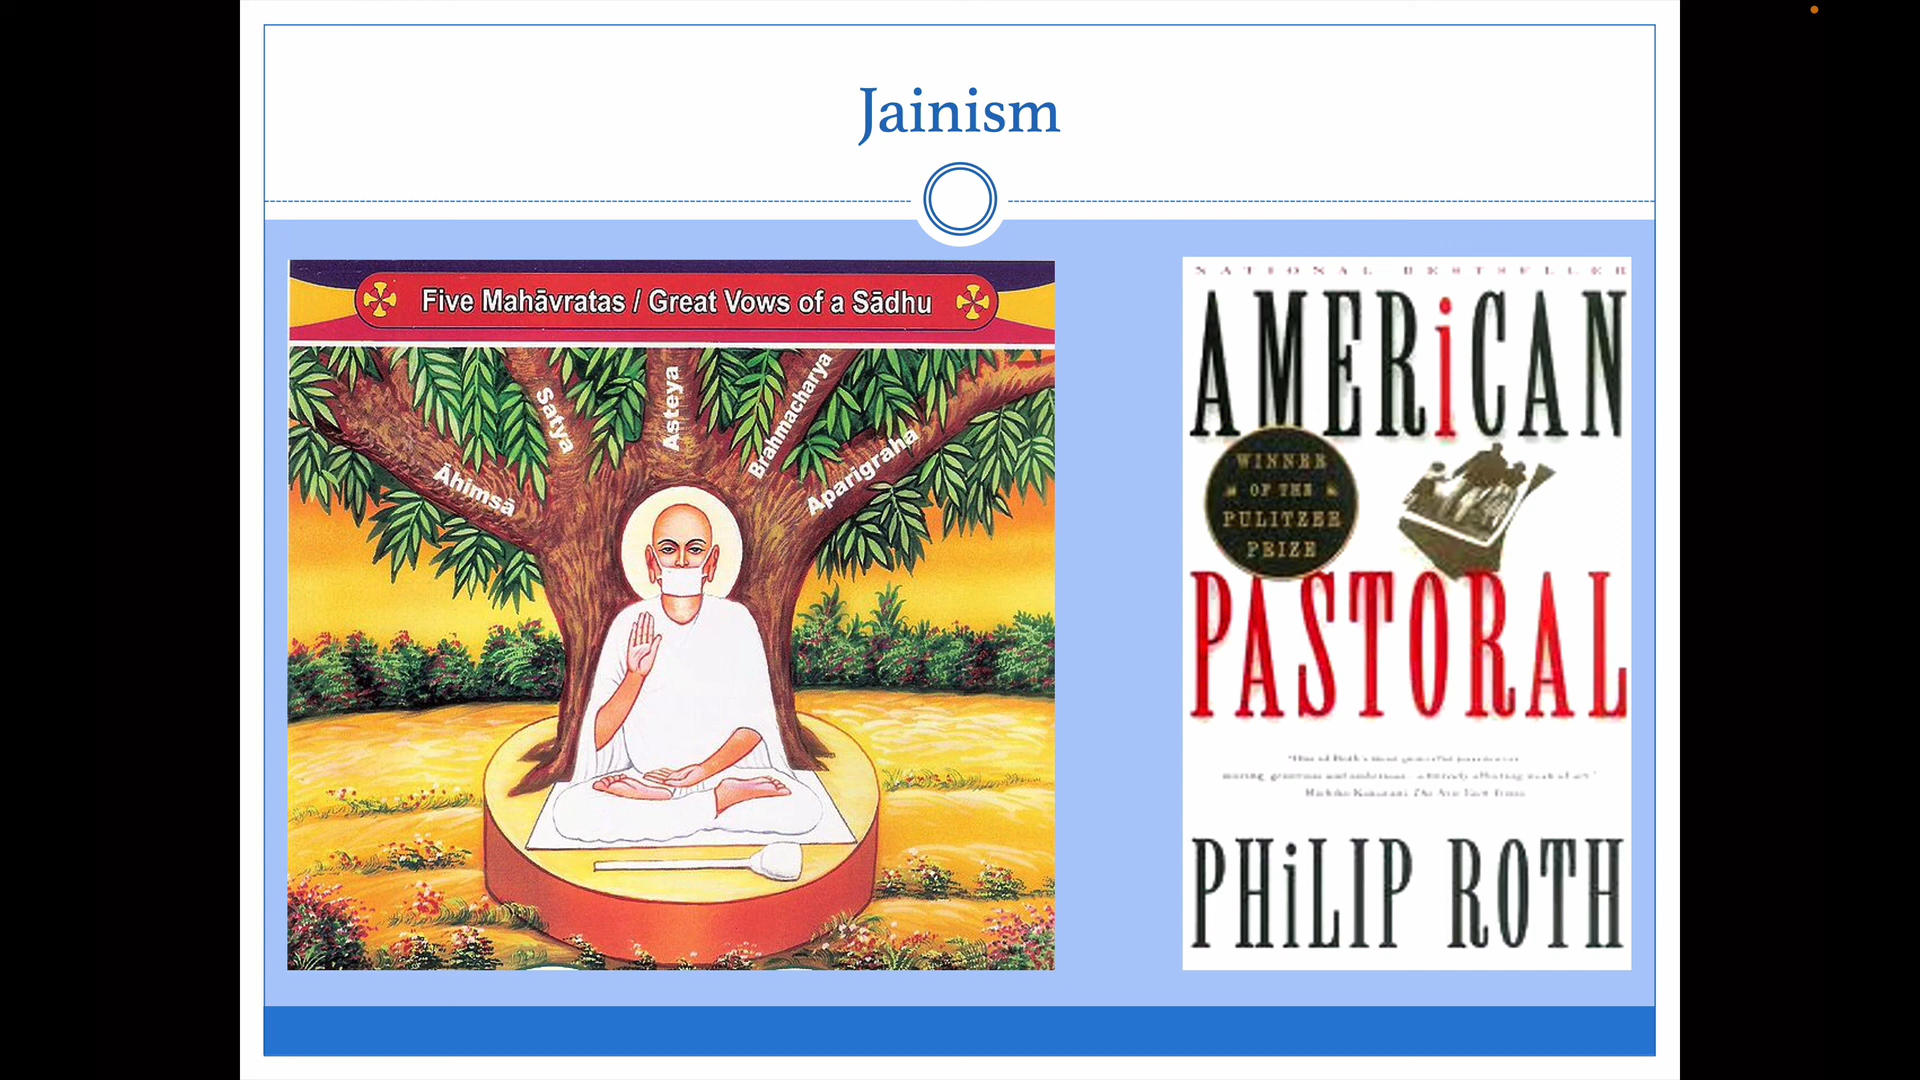 Jainism
Five Mahāvratas / Great Vows of a Sādhu
Āhimsā
Satya
Asteya
Brahmacharya
Aparigraha
NATIONAL BESTSELLER
AMERiCAN
WINNER
OF THE
PULITZER
PRIZE
PASTORAL
PHiLIP ROTH